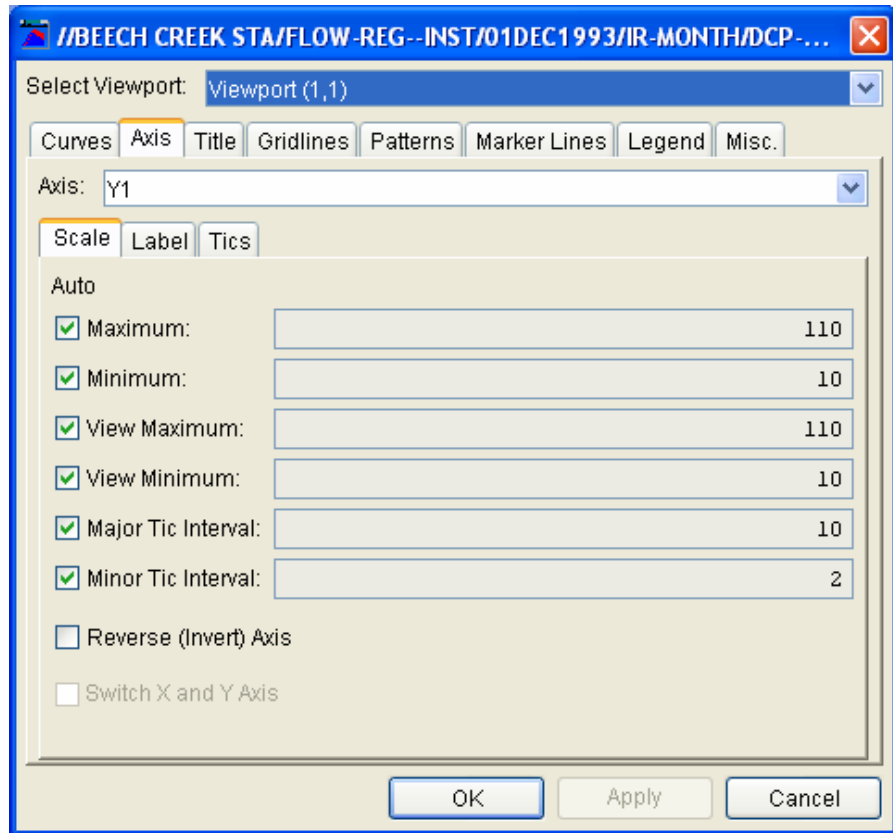 //BEECH CREEK STA/FLOW-REG--INST/01DEC1993/IR-MONTH/DCP-...
Select Viewport: Viewport (1,1)
Curves Axis Title Gridlines Patterns Marker Lines Legend Misc.
Axis: Y1
Scale Label Tics
Auto
Maximum: 110
Minimum: 10
View Maximum: 110
View Minimum: 10
Major Tic Interval: 10
Minor Tic Interval: 2
Reverse (Invert) Axis
Switch X and Y Axis
OK Apply Cancel